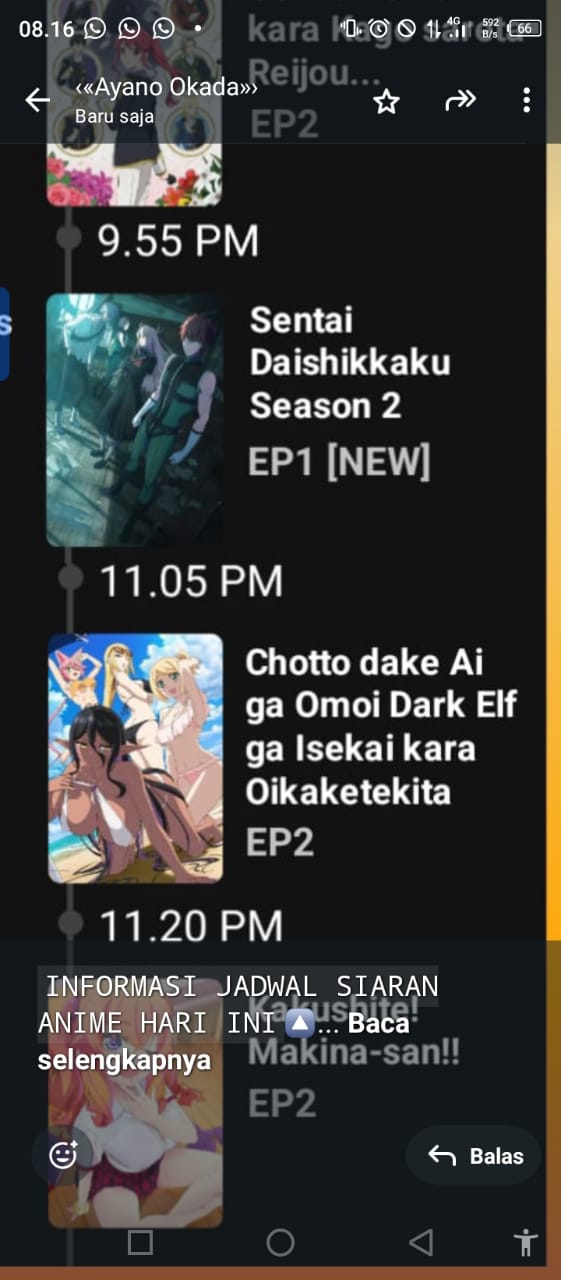 08.16
4G
592
B/s
66
kara Kago sareta
Reijou...
‹«Ayano Okada»›
Baru saja
EP2
9.55 PM
s
Sentai
Daishikkaku
Season 2
EP1 [NEW]
11.05 PM
Chotto dake Ai
ga Omoi Dark Elf
ga Isekai kara
Oikaketekita
EP2
11.20 PM
INFORMASI JADWAL SIARAN
ANIME HARI INI🔼... Baca
selengkapnya
Kakushite!
Makina-san!!
EP2
Balas